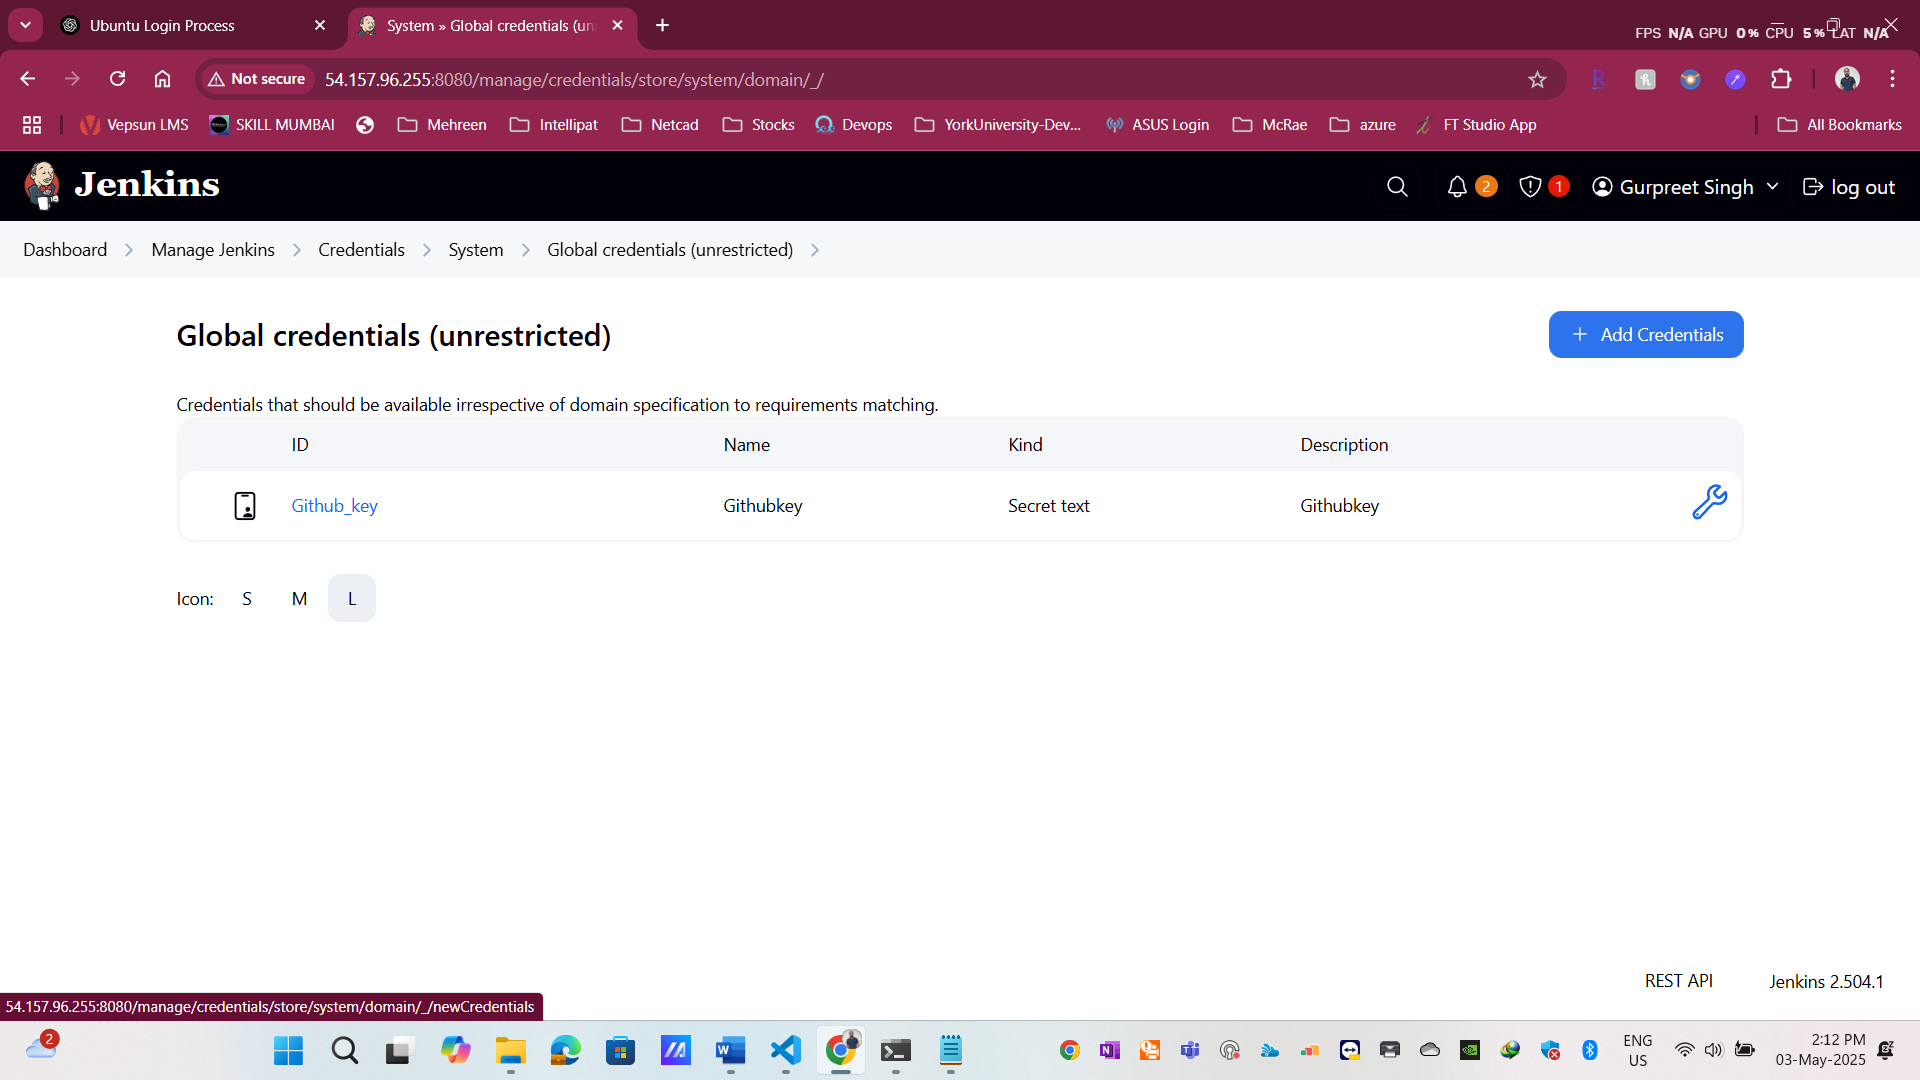 Ubuntu Login Process
System » Global credentials (un
FPS N/A GPU 0% CPU 5% LAT N/A
Not secure
54.157.96.255:8080/manage/credentials/store/system/domain/_/
Vepsun LMS
SKILL MUMBAI
Mehreen
Intellipat
Netcad
Stocks
Devops
YorkUniversity-Dev...
ASUS Login
McRae
azure
FT Studio App
All Bookmarks
Jenkins
2
1
Gurpreet Singh
log out
Dashboard
Manage Jenkins
Credentials
System
Global credentials (unrestricted)
Global credentials (unrestricted)
+ Add Credentials
Credentials that should be available irrespective of domain specification to requirements matching.
ID Name Kind Description
Github_key Githubkey Secret text Githubkey
Icon: S M L
REST API
Jenkins 2.504.1
54.157.96.255:8080/manage/credentials/store/system/domain/_/newCredentials
2
ENG
US
2:12 PM
03-May-2025